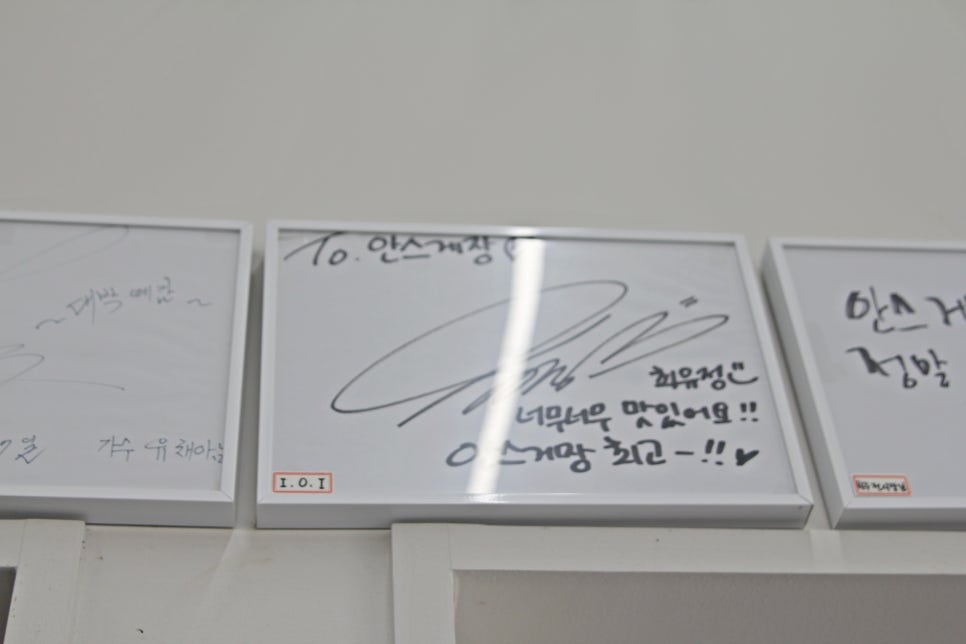 ~대박 예감~
가수 유채아
To. 안스게장
최유정
너무너무 맛있어요!!
안스게장 최고-!!♥
I.O.I
안스게
정말